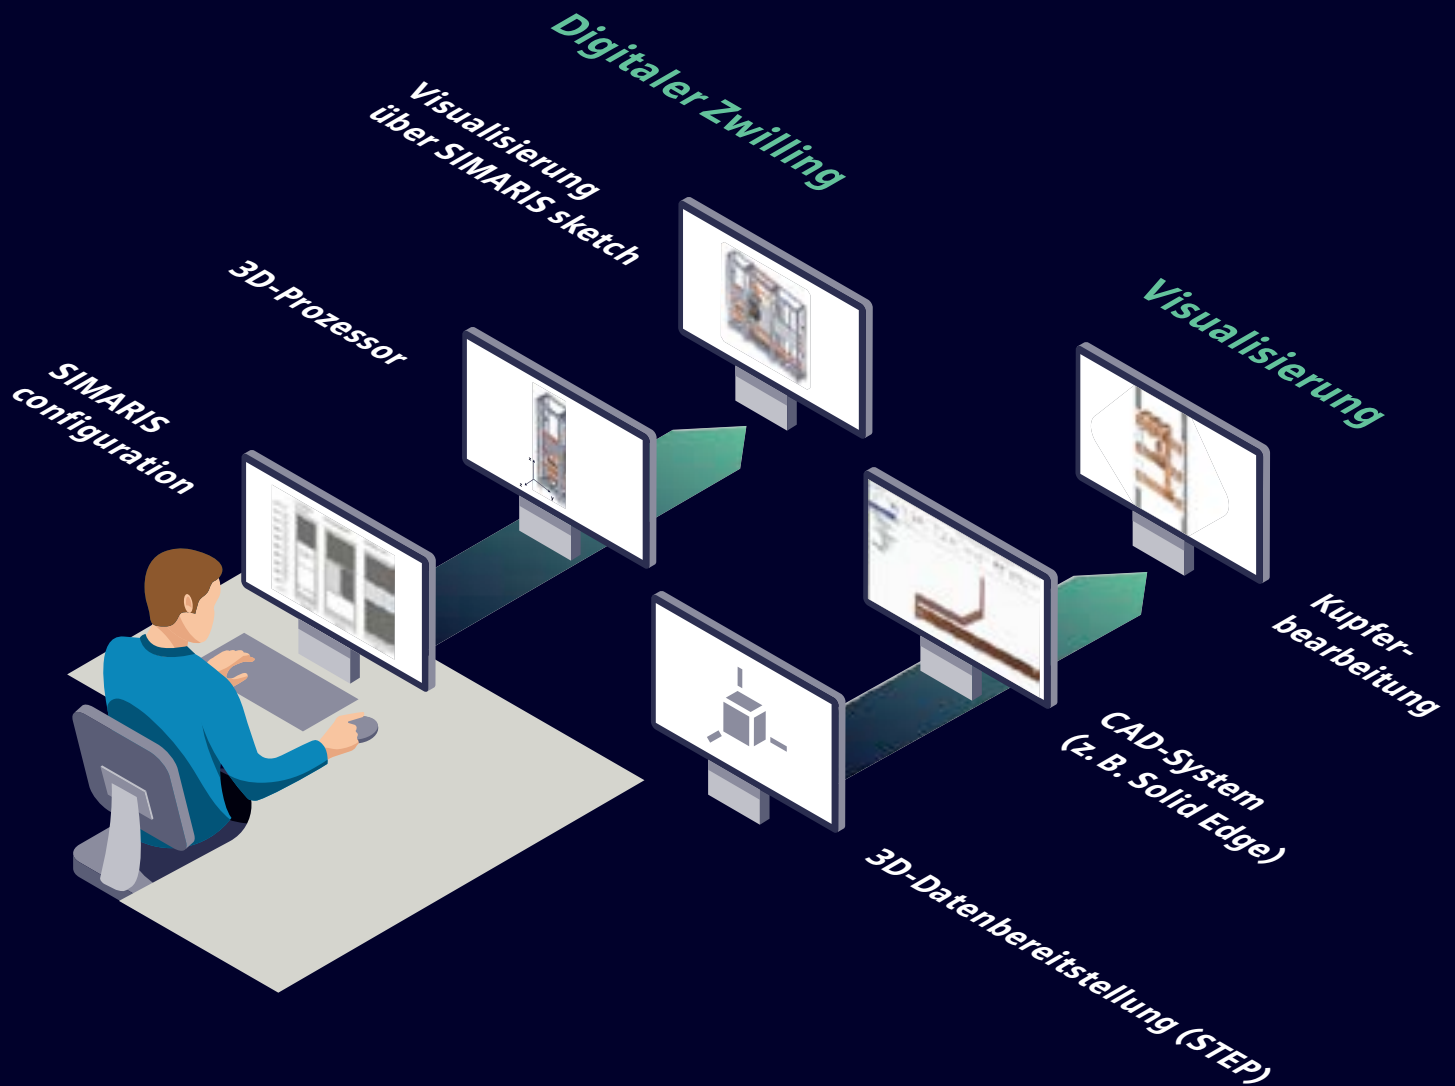 Digitaler Zwilling
Visualisierung
über SIMARIS sketch
3D-Prozessor
SIMARIS
configuration
Visualisierung
Kupfer-
bearbeitung
CAD-System
(z. B. Solid Edge)
3D-Datenbereitstellung (STEP)